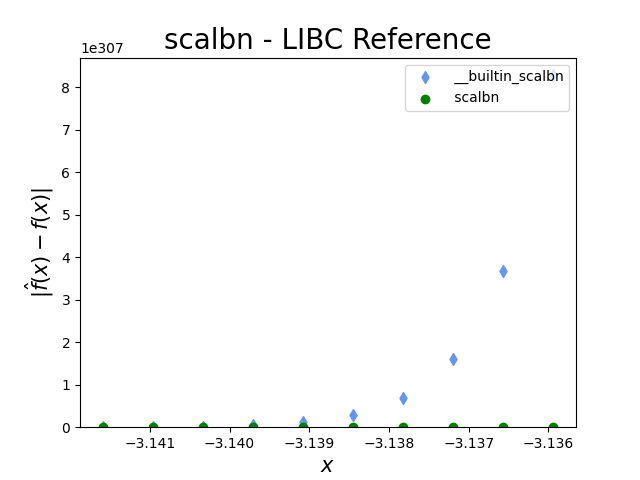 scalbn - LIBC Reference
1e307
__builtin_scalbn
scalbn
8
7
6
5
4
3
2
1
0
|f̂(x) − f(x)|
−3.141 −3.140 −3.139 −3.138 −3.137 −3.136
x